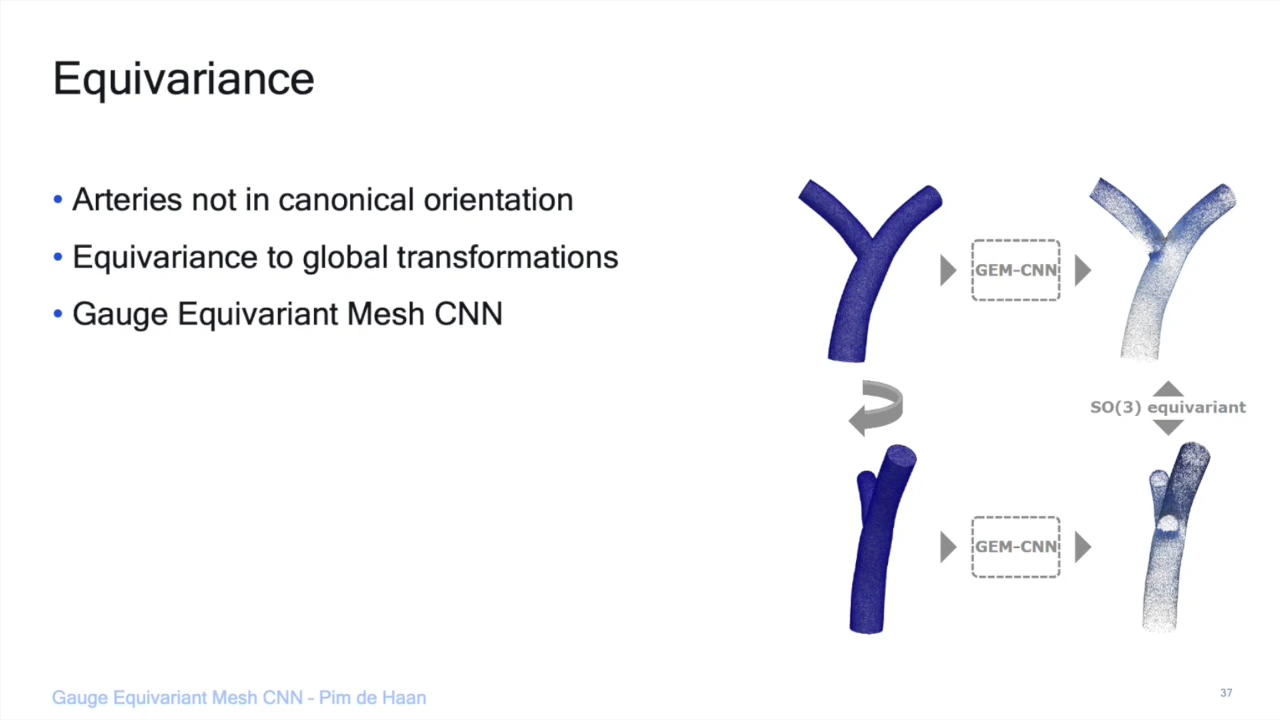 Equivariance
• Arteries not in canonical orientation
• Equivariance to global transformations
• Gauge Equivariant Mesh CNN
GEM-CNN
SO(3) equivariant
GEM-CNN
Gauge Equivariant Mesh CNN - Pim de Haan
37